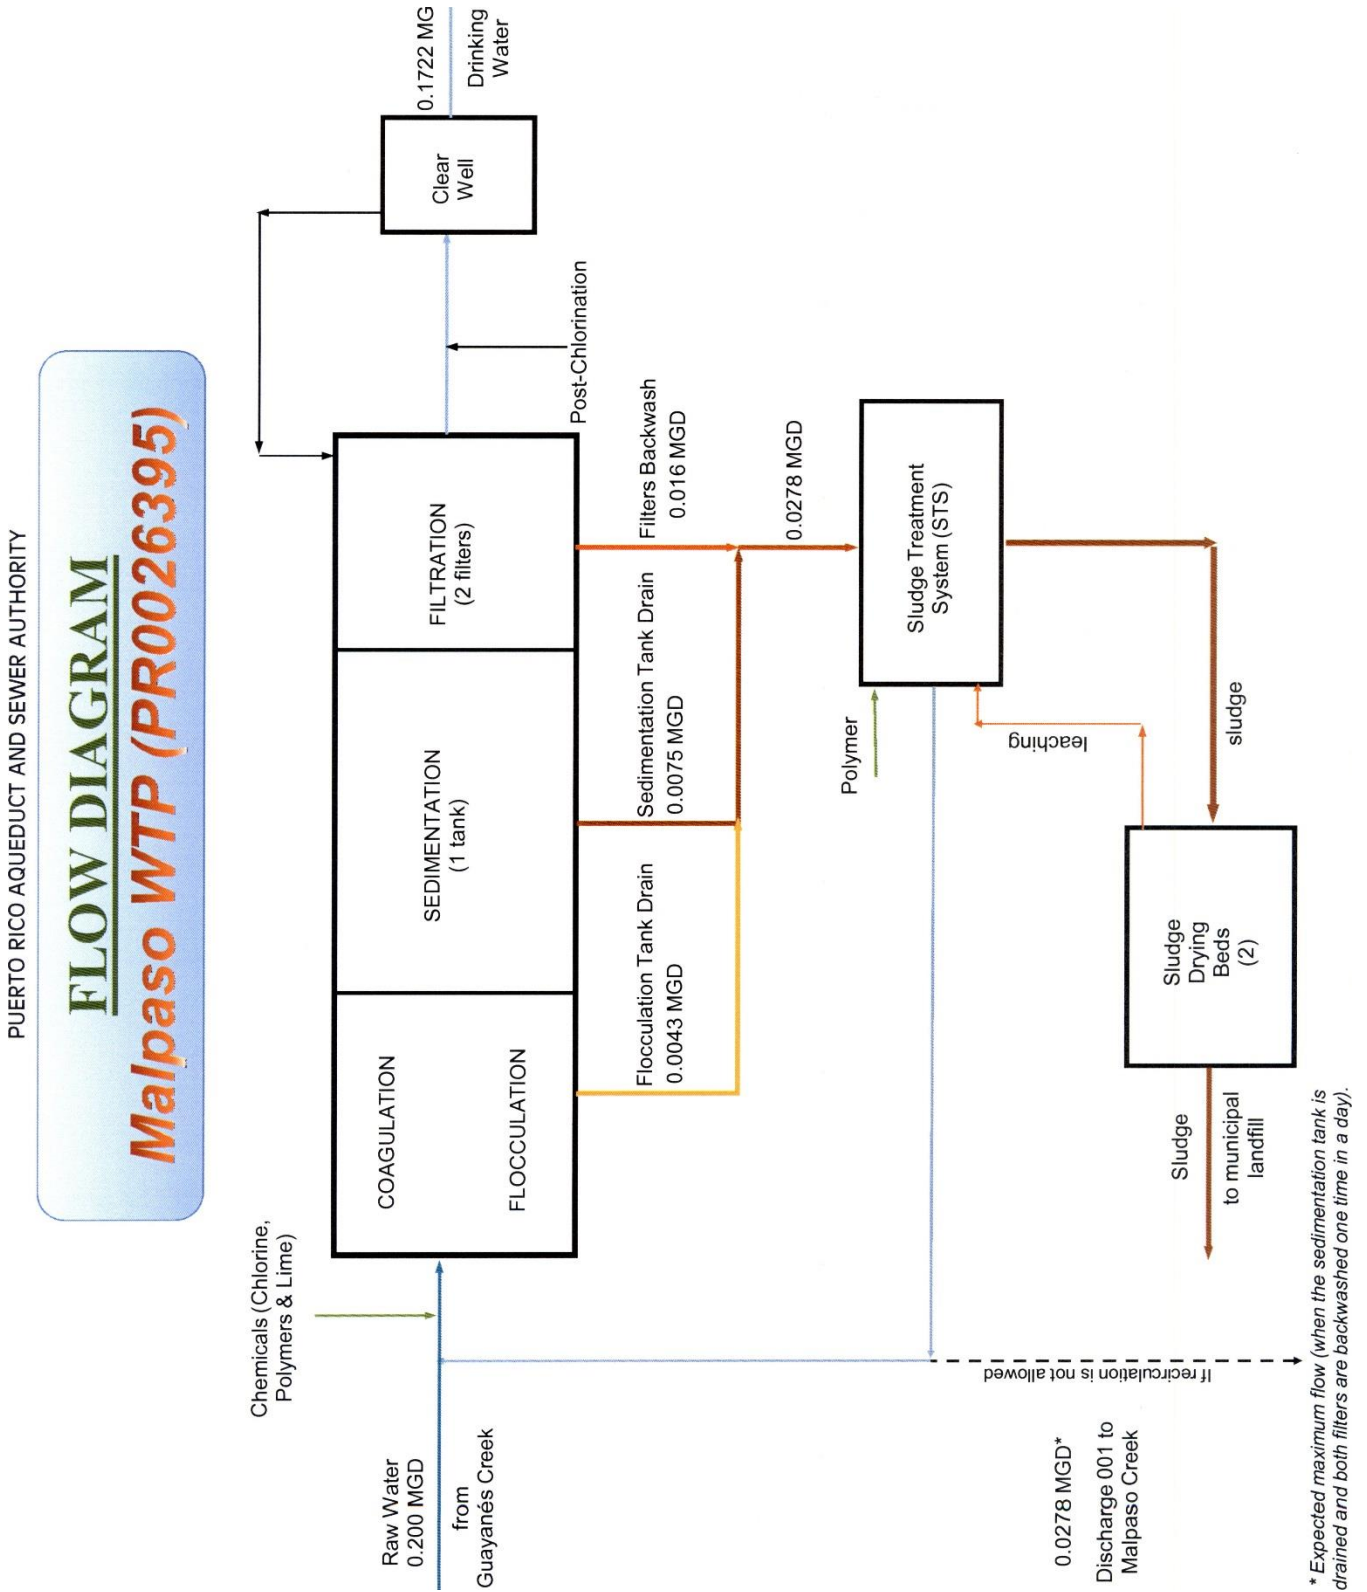 PUERTO RICO AQUEDUCT AND SEWER AUTHORITY
FLOW DIAGRAM
Malpaso WTP (PR0026395)
Chemicals (Chlorine,
Polymers & Lime)
Raw Water
0.200 MGD
from
Guayanés Creek
COAGULATION
FLOCCULATION
SEDIMENTATION
(1 tank)
FILTRATION
(2 filters)
Post-Chlorination
Clear
Well
0.1722 MG
Drinking
Water
Flocculation Tank Drain
0.0043 MGD
Sedimentation Tank Drain
0.0075 MGD
Filters Backwash
0.016 MGD
0.0278 MGD
Polymer
Sludge Treatment
System (STS)
leaching
sludge
Sludge
Drying
Beds
(2)
Sludge
to municipal
landfill
If recirculation is not allowed
0.0278 MGD*
Discharge 001 to
Malpaso Creek
* Expected maximum flow (when the sedimentation tank is
drained and both filters are backwashed one time in a day).